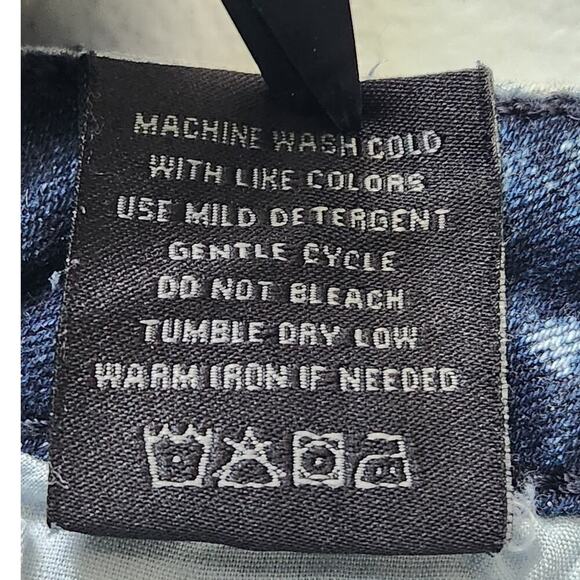 MACHINE WASH COLD
WITH LIKE COLORS
USE MILD DETERGENT
GENTLE CYCLE
DO NOT BLEACH
TUMBLE DRY LOW
WARM IRON IF NEEDED